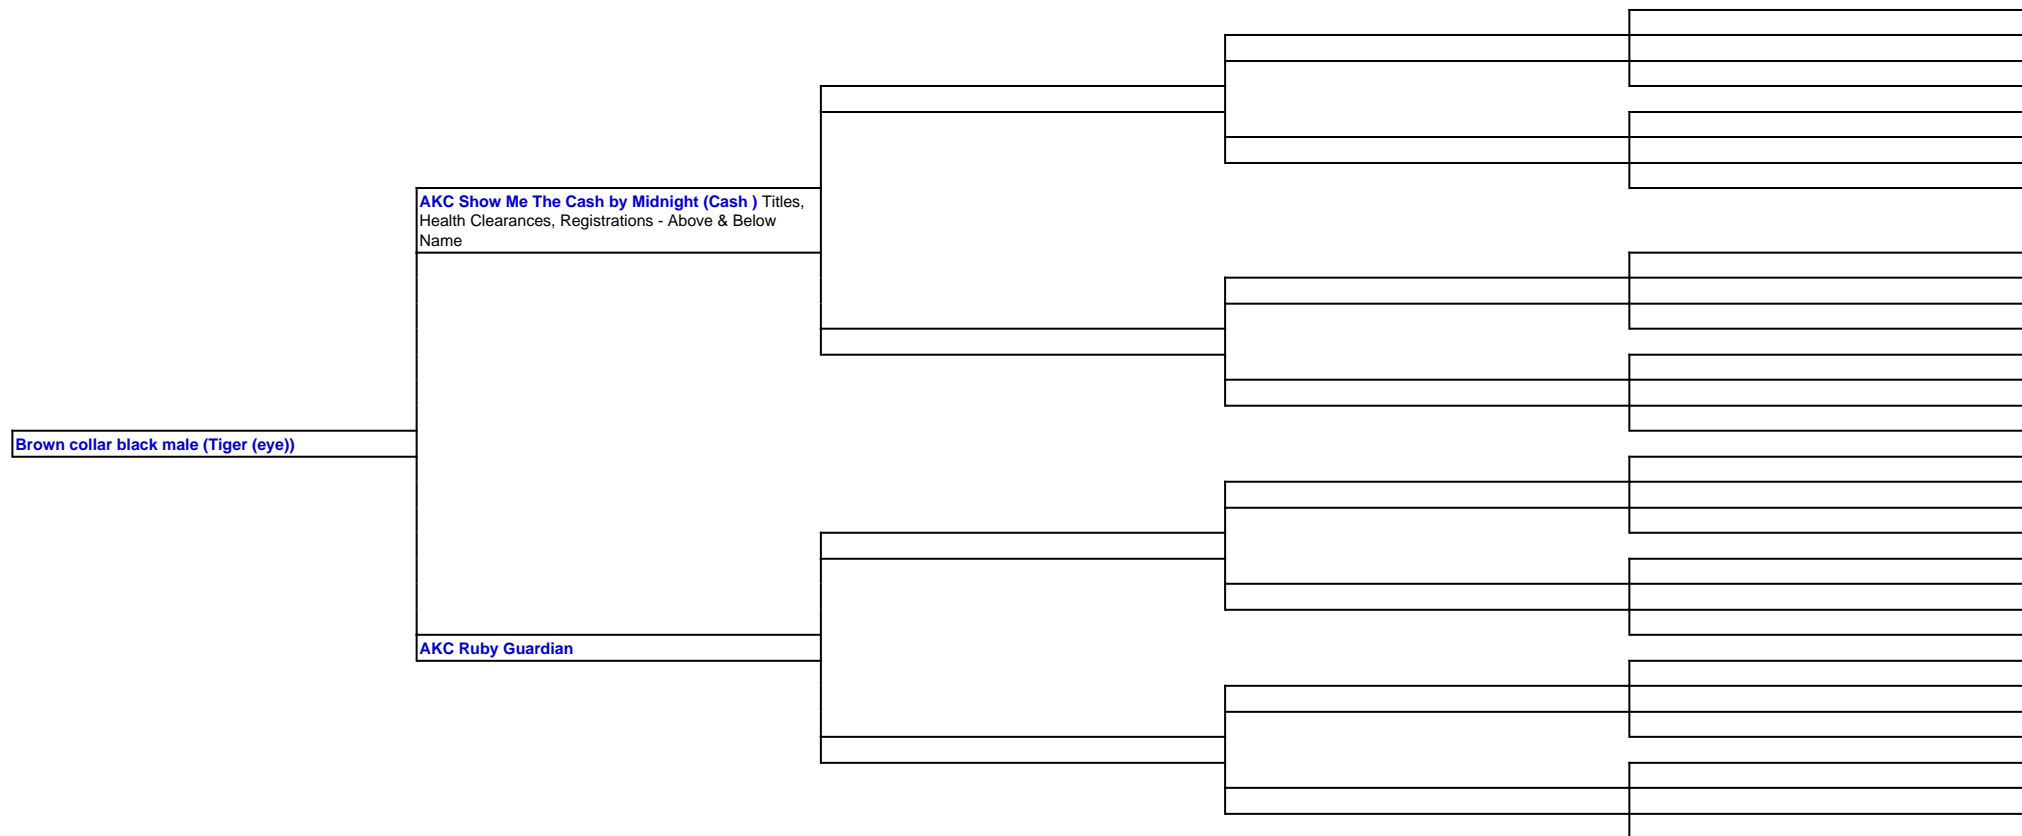 AKC Show Me The Cash by Midnight (Cash ) Titles,
Health Clearances, Registrations - Above & Below
Name
Brown collar black male (Tiger (eye))
AKC Ruby Guardian